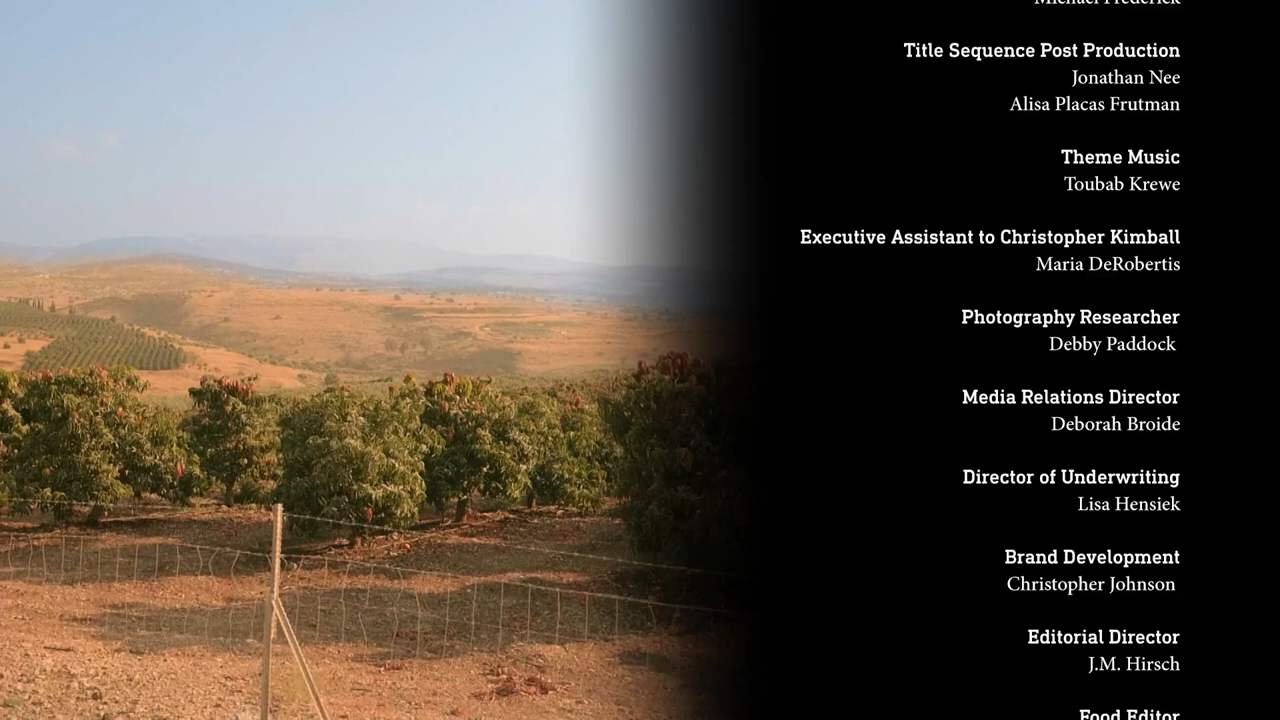 Michael Frederick
Title Sequence Post Production
Jonathan Nee
Alisa Placas Frutman
Theme Music
Toubab Krewe
Executive Assistant to Christopher Kimball
Maria DeRobertis
Photography Researcher
Debby Paddock
Media Relations Director
Deborah Broide
Director of Underwriting
Lisa Hensiek
Brand Development
Christopher Johnson
Editorial Director
J.M. Hirsch
Food Editor